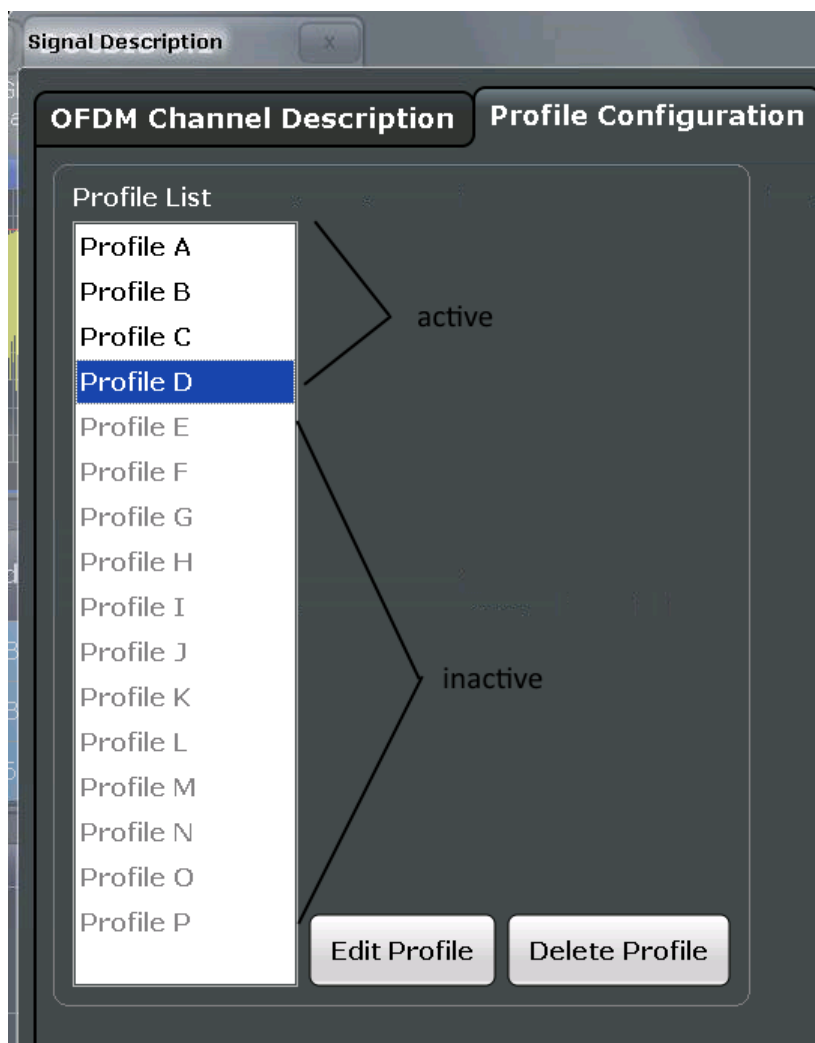 Signal Description x
OFDM Channel Description Profile Configuration
Profile List
Profile A
Profile B
Profile C
active
Profile D
Profile E
Profile F
Profile G
Profile H
Profile I
Profile J
Profile K
inactive
Profile L
Profile M
Profile N
Profile O
Profile P
Edit Profile Delete Profile